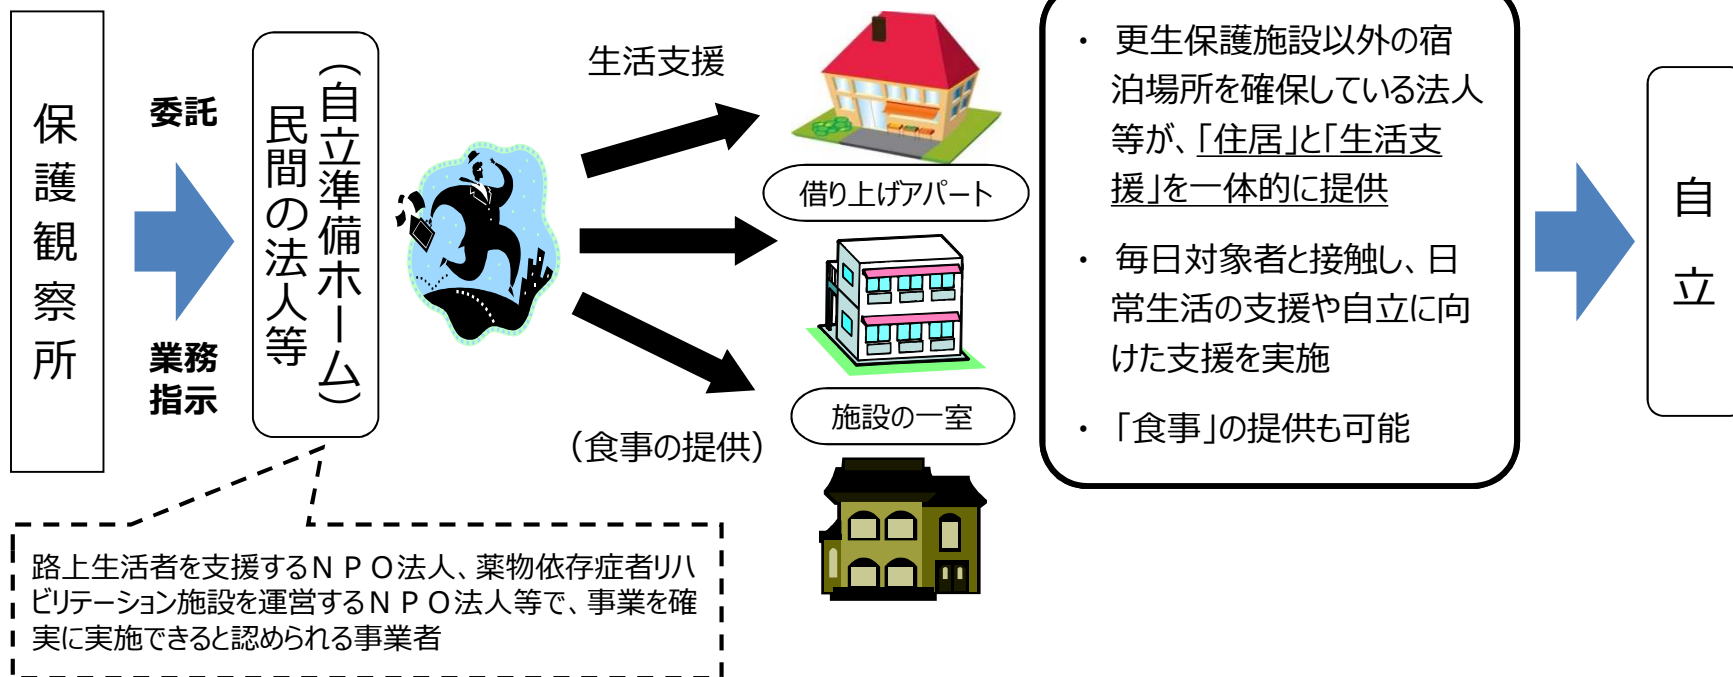 保護観察所
委託
業務
指示
(自立準備ホーム)
民間の法人等
生活支援
(食事の提供)
借り上げアパート
施設の一室
・ 更生保護施設以外の宿
泊場所を確保している法人
等が、「住居」と「生活支
援」を一体的に提供
・ 毎日対象者と接触し、日
常生活の支援や自立に向
けた支援を実施
・ 「食事」の提供も可能
自立
路上生活者を支援するNPO法人、薬物依存症者リハ
ビリテーション施設を運営するNPO法人等で、事業を確
実に実施できると認められる事業者